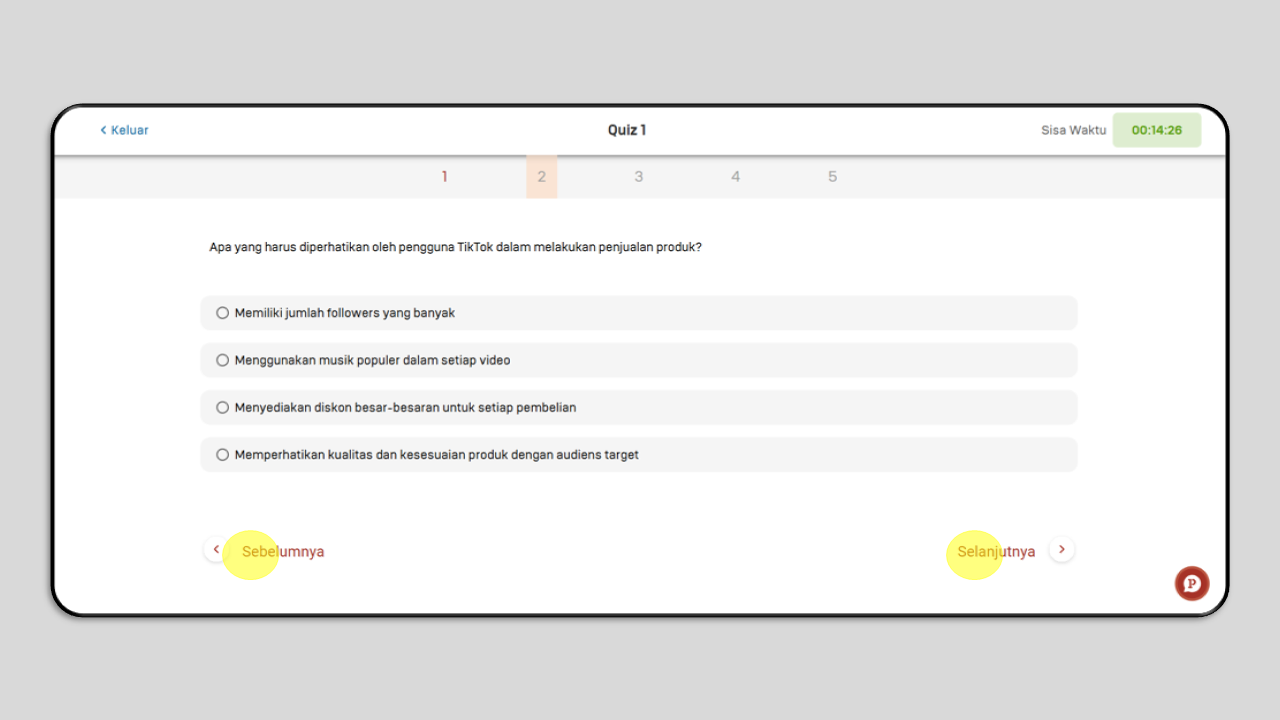 Keluar
Quiz 1
Sisa Waktu 00:14:26
1 2 3 4 5
Apa yang harus diperhatikan oleh pengguna TikTok dalam melakukan penjualan produk?
Memiliki jumlah followers yang banyak
Menggunakan musik populer dalam setiap video
Menyediakan diskon besar-besaran untuk setiap pembelian
Memperhatikan kualitas dan kesesuaian produk dengan audiens target
Sebelumnya
Selanjutnya
P